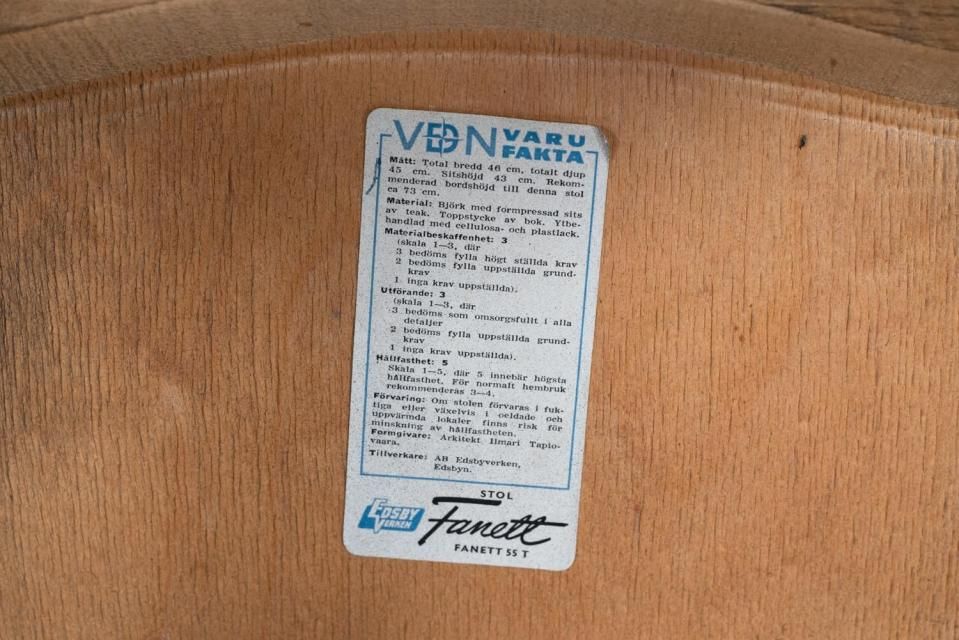 VDN VARU
FAKTA
Mått: Total bredd 46 cm, totalt djup
45 cm. Sitshöjd 43 cm. Rekom-
menderad bordshöjd till denna stol
ca 73 cm.
Material: Björk med formpressad sits
av teak. Toppstycke av bok. Ytbe-
handlad med cellulosa- och plastlack.
Materialbeskaffenhet: 3
(skala 1—3, där
3 bedöms fylla högt ställda krav
2 bedöms fylla uppställda grund-
krav
1 inga krav uppställda).
Utförande: 3
(skala 1—3, där
3 bedöms som omsorgsfullt i alla
detaljer
2 bedöms fylla uppställda grund-
krav
1 inga krav uppställda).
Hållfasthet: 5
Skala 1—5, där 5 innebär högsta
hållfasthet. För normalt hembruk
rekommenderas 3—4.
Förvaring: Om stolen förvaras i fuk-
tiga eller växelvis i oeldade och
uppvärmda lokaler finns risk för
minskning av hållfastheten.
Formgivare: Arkitekt Ilmari Tapio-
vaara.
Tillverkare: AB Edsbyverken,
Edsbyn.
STOL
EDSBY
VERKEN
Fanett
FANETT 55 T